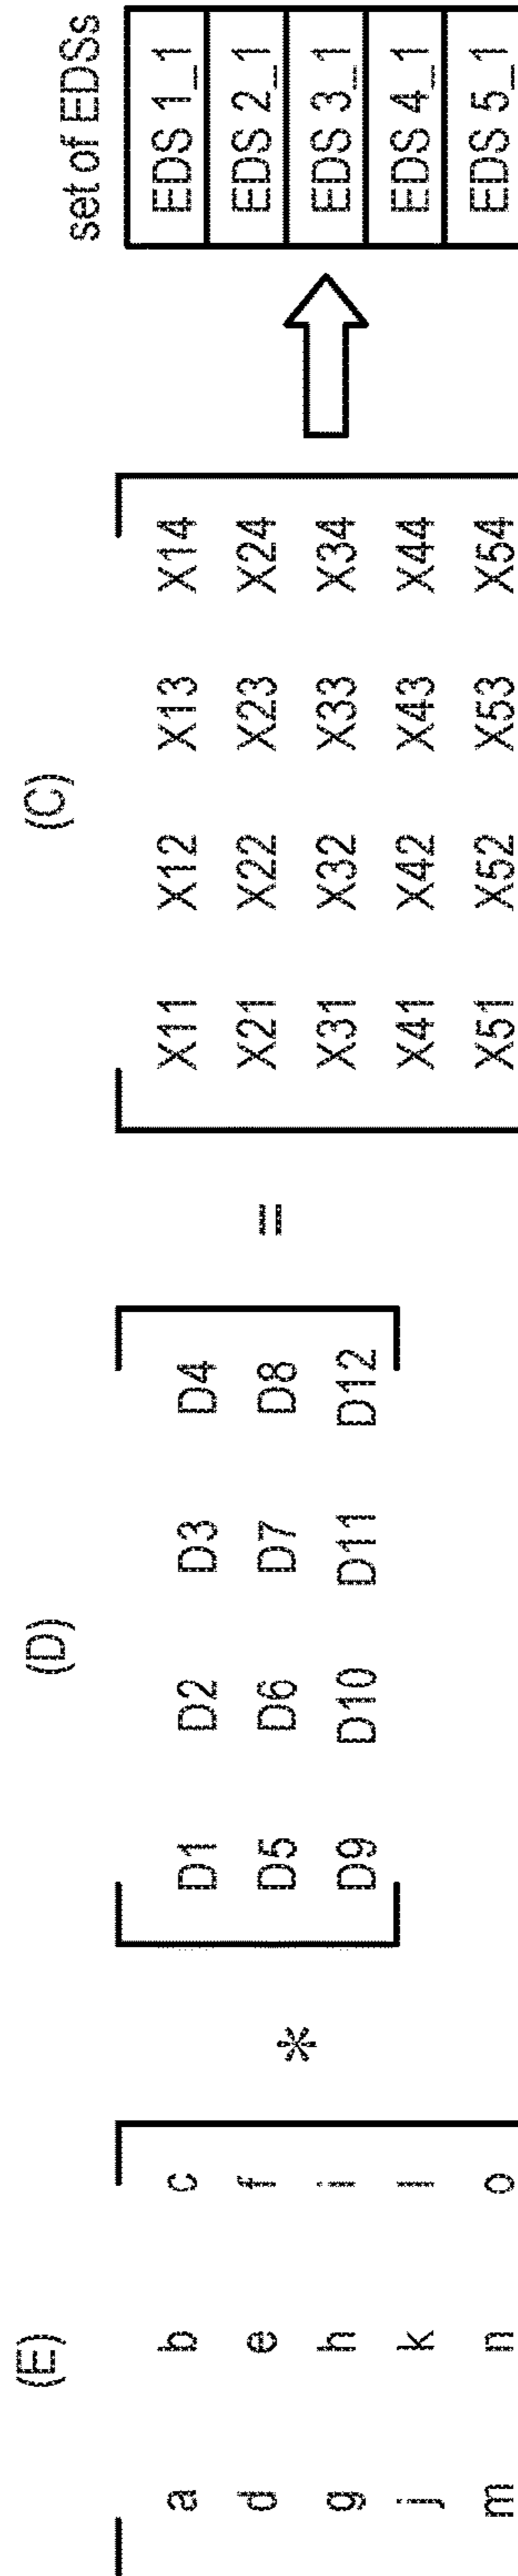 (E) (D) (C) set of EDSs
a b c D1 D2 D3 D4 X11 X12 X13 X14 EDS 1_1
d e f * D5 D6 D7 D8 = X21 X22 X23 X24 EDS 2_1
g h i D9 D10 D11 D12 X31 X32 X33 X34 EDS 3_1
j k l X41 X42 X43 X44 EDS 4_1
m n o X51 X52 X53 X54 EDS 5_1